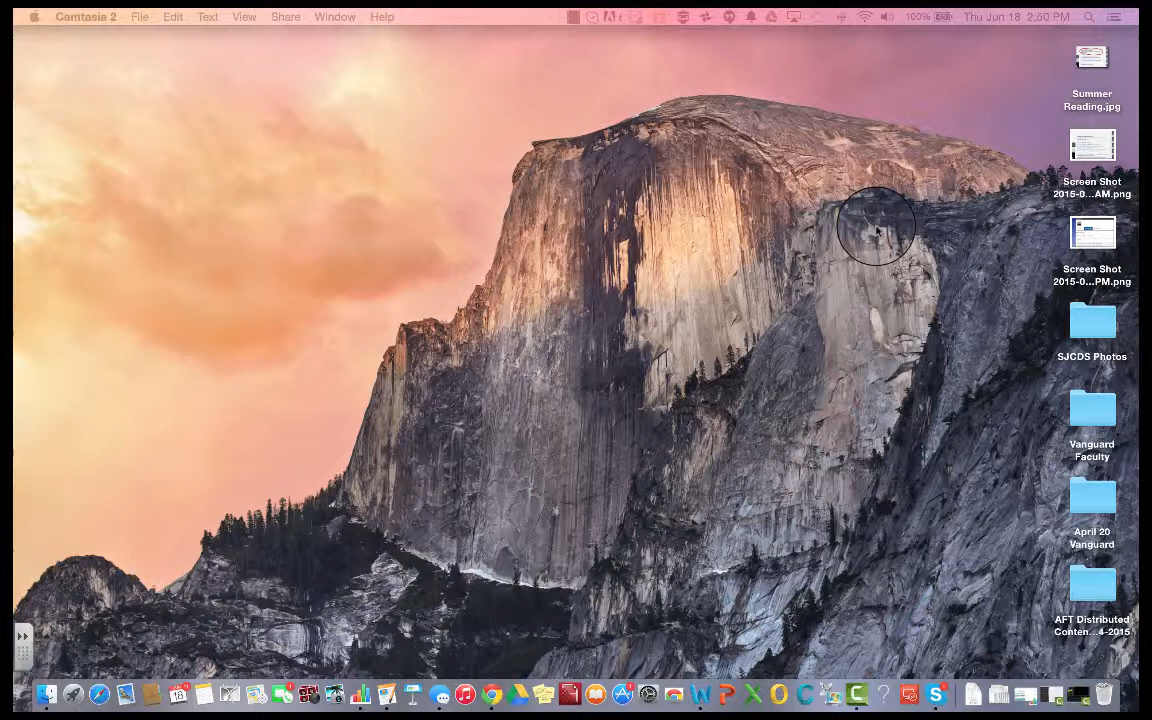 Camtasia 2 File Edit Text View Share Window Help 100% Thu Jun 18 2:50 PM
Summer
Reading.jpg
Screen Shot
2015-0...AM.png
Screen Shot
2015-0...PM.png
SJCDS Photos
Vanguard
Faculty
April 20
Vanguard
AFT Distributed
Conten...4-2015